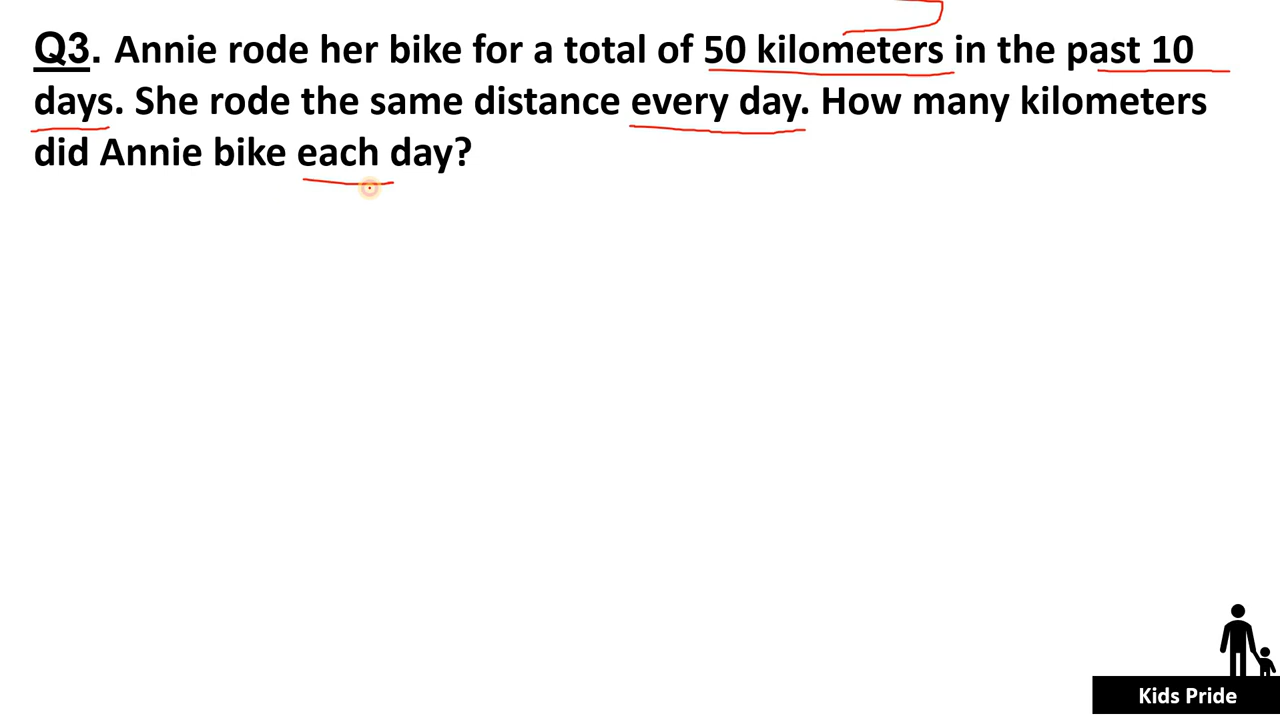 Q3. Annie rode her bike for a total of 50 kilometers in the past 10
days. She rode the same distance every day. How many kilometers
did Annie bike each day?
Kids Pride